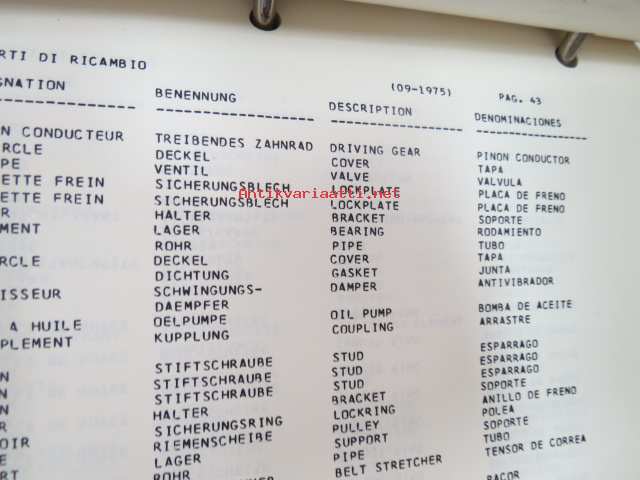 RTI DI RICAMBIO
(09-1975) PAG. 43
GNATION BENENNUNG DESCRIPTION DENOMINACIONES
N CONDUCTEUR TREIBENDES ZAHNRAD DRIVING GEAR PINON CONDUCTOR
ERCLE DECKEL COVER TAPA
PE VENTIL VALVE VALVULA
ETTE FREIN SICHERUNGSBLECH LOCKPLATE PLACA DE FRENO
ETTE FREIN SICHERUNGSBLECH LOCKPLATE PLACA DE FRENO
Antikvariaatti.net
R HALTER BRACKET SOPORTE
MENT LAGER BEARING RODAMIENTO
ROHR PIPE TUBO
RCLE DECKEL COVER TAPA
DICHTUNG GASKET JUNTA
ISSEUR SCHWINGUNGS- DAMPER ANTIVIBRADOR
DAEMPFER
A HUILE OELPUMPE OIL PUMP BOMBA DE ACEITE
PLEMENT KUPPLUNG COUPLING ARRASTRE
STIFTSCHRAUBE STUD ESPARRAGO
N STIFTSCHRAUBE STUD ESPARRAGO
N STIFTSCHRAUBE STUD ESPARRAGO
N HALTER BRACKET SOPORTE
SICHERUNGSRING LOCKRING ANILLO DE FRENO
RIEMENSCHEIBE PULLEY POLEA
OIR LAGER SUPPORT SOPORTE
E ROHR PIPE TUBO
RT BELT STRETCHER TENSOR DE CORREA
RACOR